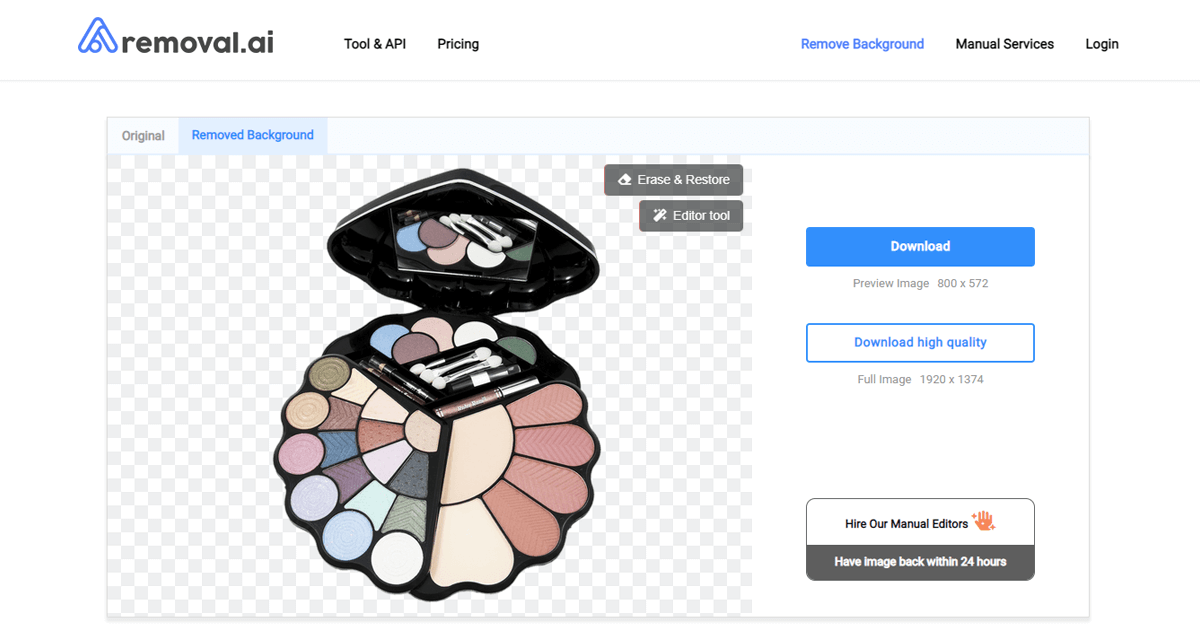 removal.ai
Tool & API
Pricing
Remove Background
Manual Services
Login
Original
Removed Background
Erase & Restore
Editor tool
Download
Preview Image 800 x 572
Download high quality
Full Image 1920 x 1374
Hire Our Manual Editors
Have image back within 24 hours